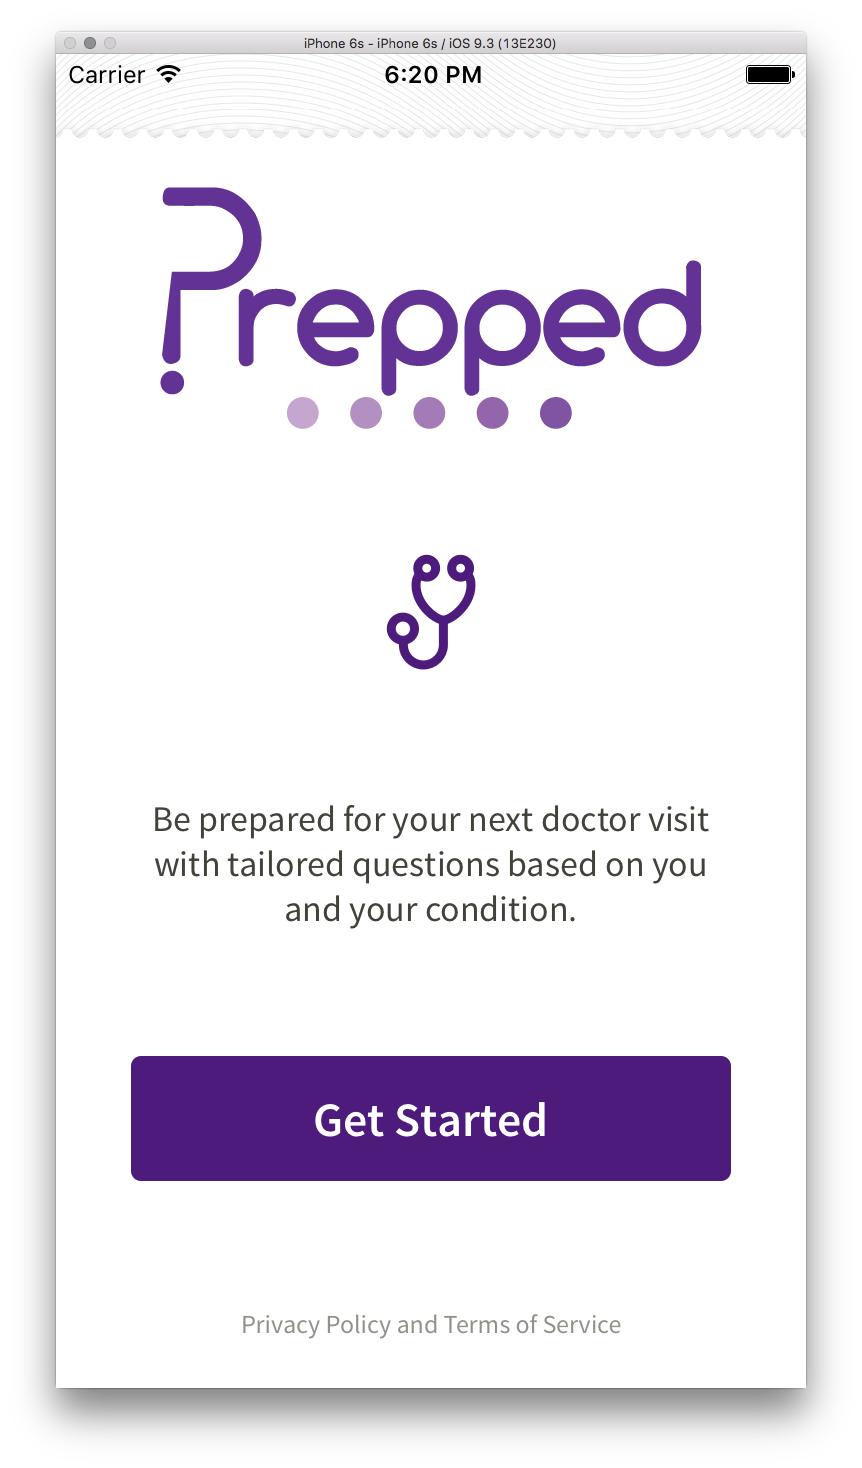 iPhone 6s - iPhone 6s / iOS 9.3 (13E230)
Carrier 6:20 PM
Prepped
Be prepared for your next doctor visit
with tailored questions based on you
and your condition.
Get Started
Privacy Policy and Terms of Service